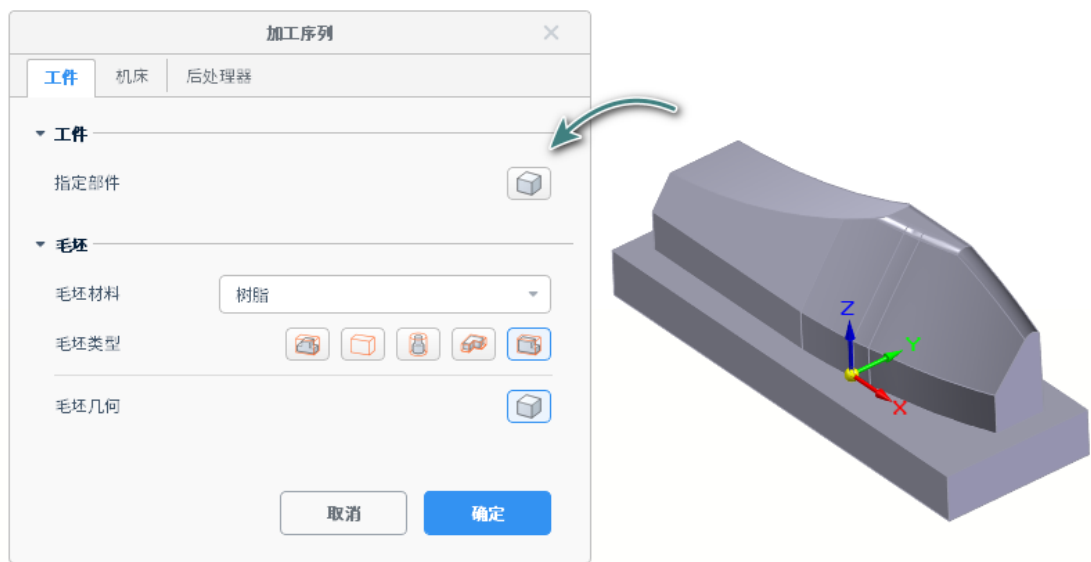 加工序列
工件 机床 后处理器
工件
指定部件
毛坯
毛坯材料 树脂
毛坯类型
毛坯几何
取消 确定
Z
Y
X